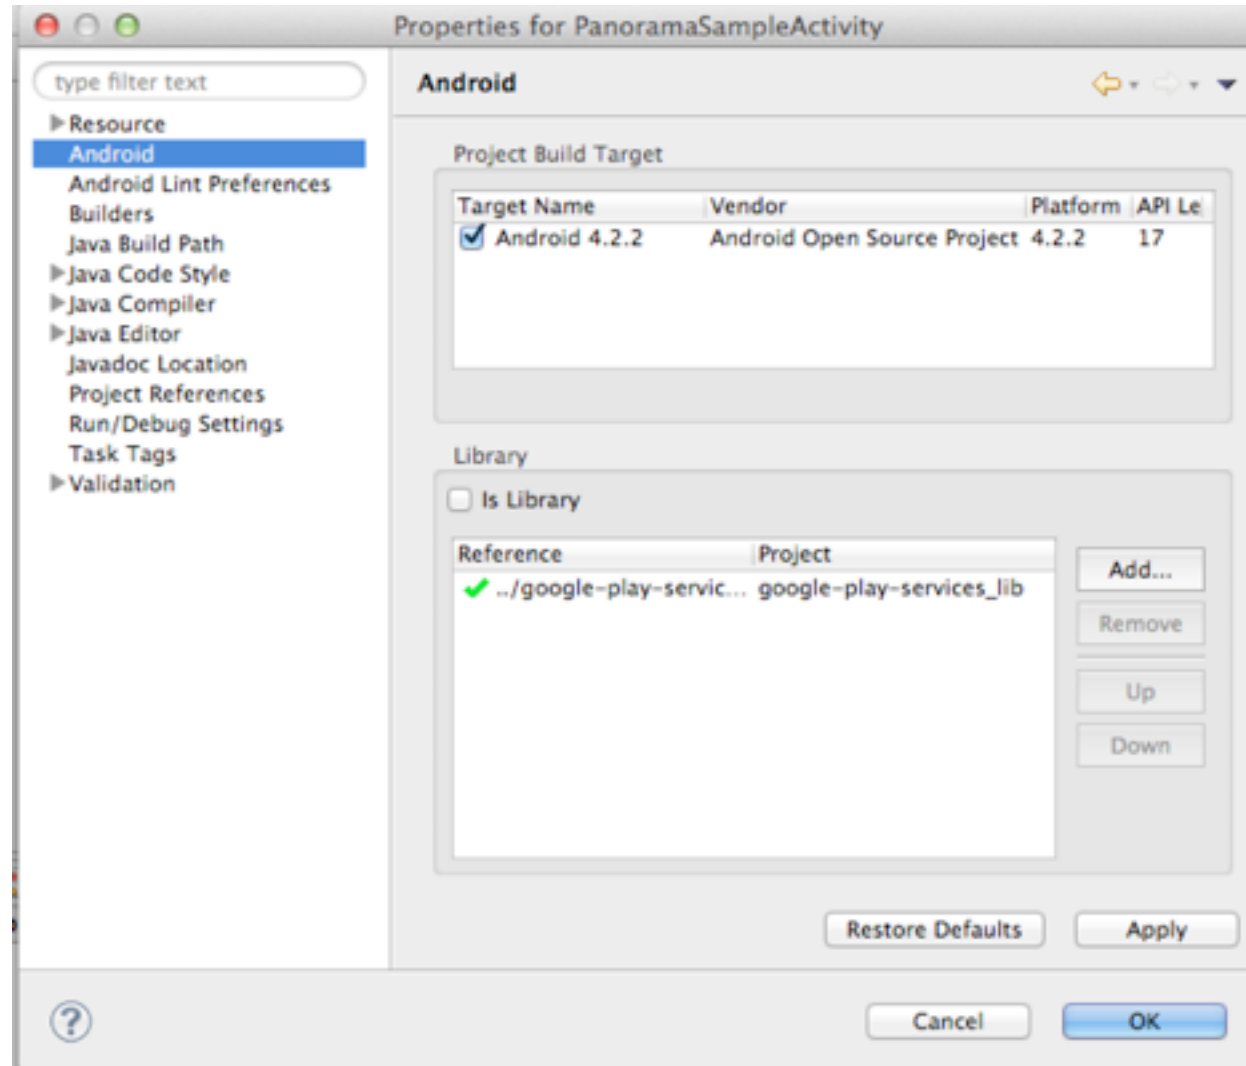 Properties for PanoramaSampleActivity
type filter text
Resource
Android
Android Lint Preferences
Builders
Java Build Path
Java Code Style
Java Compiler
Java Editor
Javadoc Location
Project References
Run/Debug Settings
Task Tags
Validation
Android
Project Build Target
Target Name Vendor Platform API Le
Android 4.2.2 Android Open Source Project 4.2.2 17
Library
Is Library
Reference Project
../google-play-servic... google-play-services_lib
Add...
Remove
Up
Down
Restore Defaults Apply
? Cancel OK